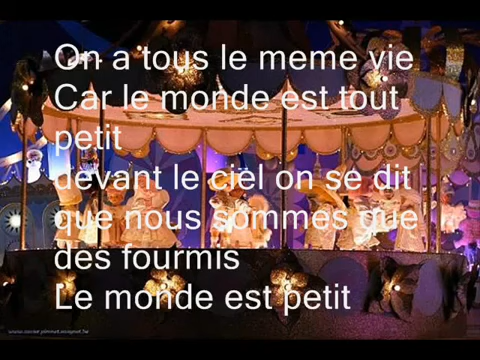 On a tous le meme vie
Car le monde est tout
petit
devant le ciel on se dit
que nous sommes que
des fourmis
Le monde est petit